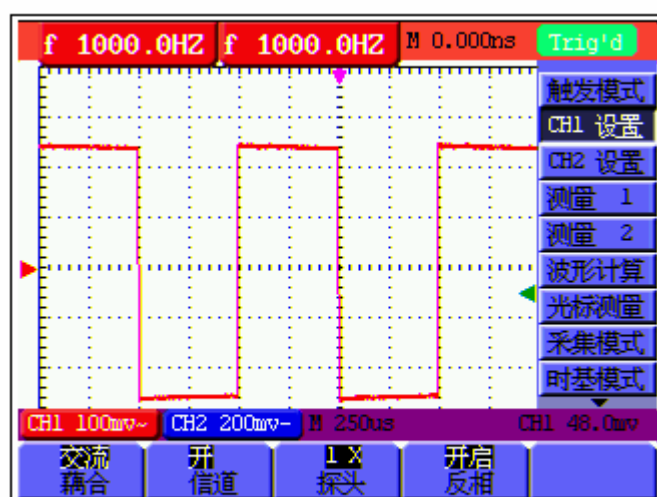 f 1000.0HZ f 1000.0HZ M 0.000ns Trig'd
触发模式
CH1 设置
CH2 设置
测量 1
测量 2
波形计算
光标测量
采集模式
时基模式
CH1 100mv~ CH2 200mv- M 250us CH1 48.0mv
交流 开 1 X 开启
藕合 信道 探头 反相